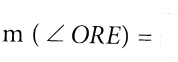 m ( ∠ ORE) =